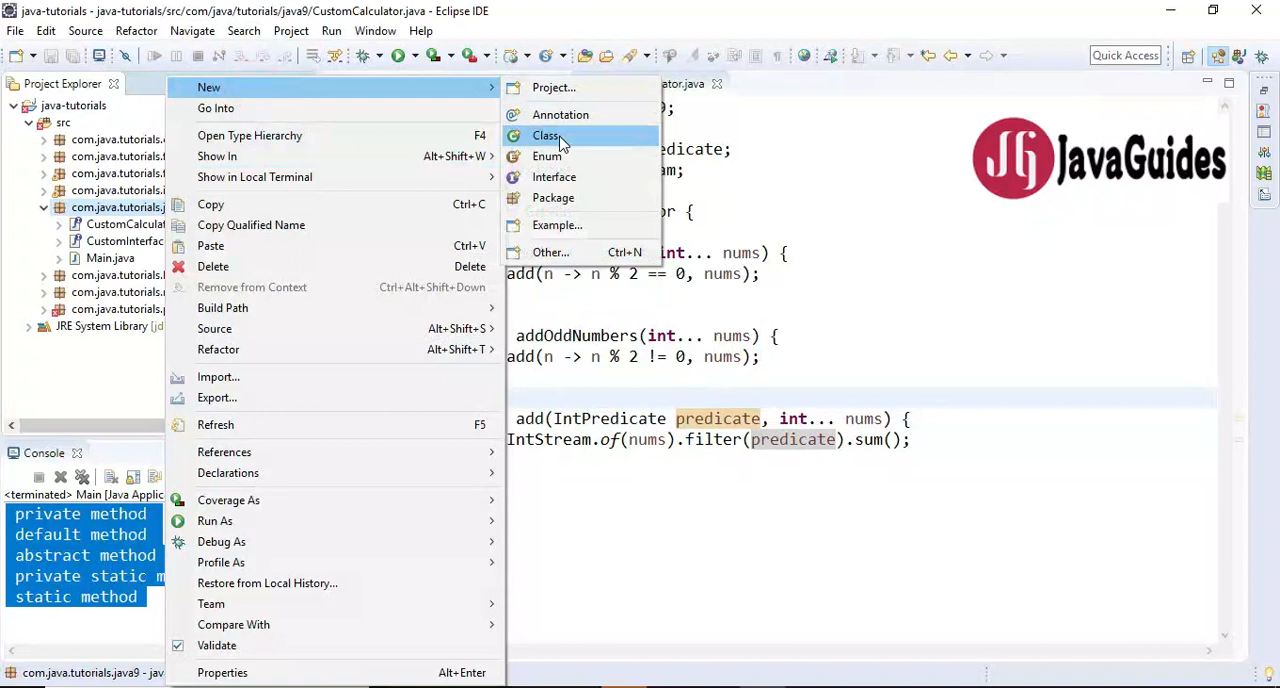 java-tutorials - java-tutorials/src/com/java/tutorials/java9/CustomCalculator.java - Eclipse IDE
File Edit Source Refactor Navigate Search Project Run Window Help
Quick Access
Project Explorer
java-tutorials
src
com.java.tutorials.
com.java.tutorials.
com.java.tutorials.
com.java.tutorials.i
com.java.tutorials.j
CustomCalculat
CustomInterfac
Main.java
com.java.tutorials.l
com.java.tutorials.r
com.java.tutorials.p
JRE System Library [jd
New
Go Into
Open Type Hierarchy F4
Show In Alt+Shift+W
Show in Local Terminal
Copy Ctrl+C
Copy Qualified Name
Paste Ctrl+V
Delete Delete
Remove from Context Ctrl+Alt+Shift+Down
Build Path
Source Alt+Shift+S
Refactor Alt+Shift+T
Import...
Export...
Refresh F5
References
Declarations
Coverage As
Run As
Debug As
Profile As
Restore from Local History...
Team
Compare With
Validate
Properties Alt+Enter
Project...
Annotation
Class
Enum
Interface
Package
Example...
Other... Ctrl+N
ator.java
9;
edicate;
am;
or {
int... nums) {
add(n -> n % 2 == 0, nums);
addOddNumbers(int... nums) {
add(n -> n % 2 != 0, nums);
add(IntPredicate predicate, int... nums) {
IntStream.of(nums).filter(predicate).sum();
JG JavaGuides
Console
<terminated> Main [Java Applic
private method
default method
abstract method
private static m
static method
com.java.tutorials.java9 - jav